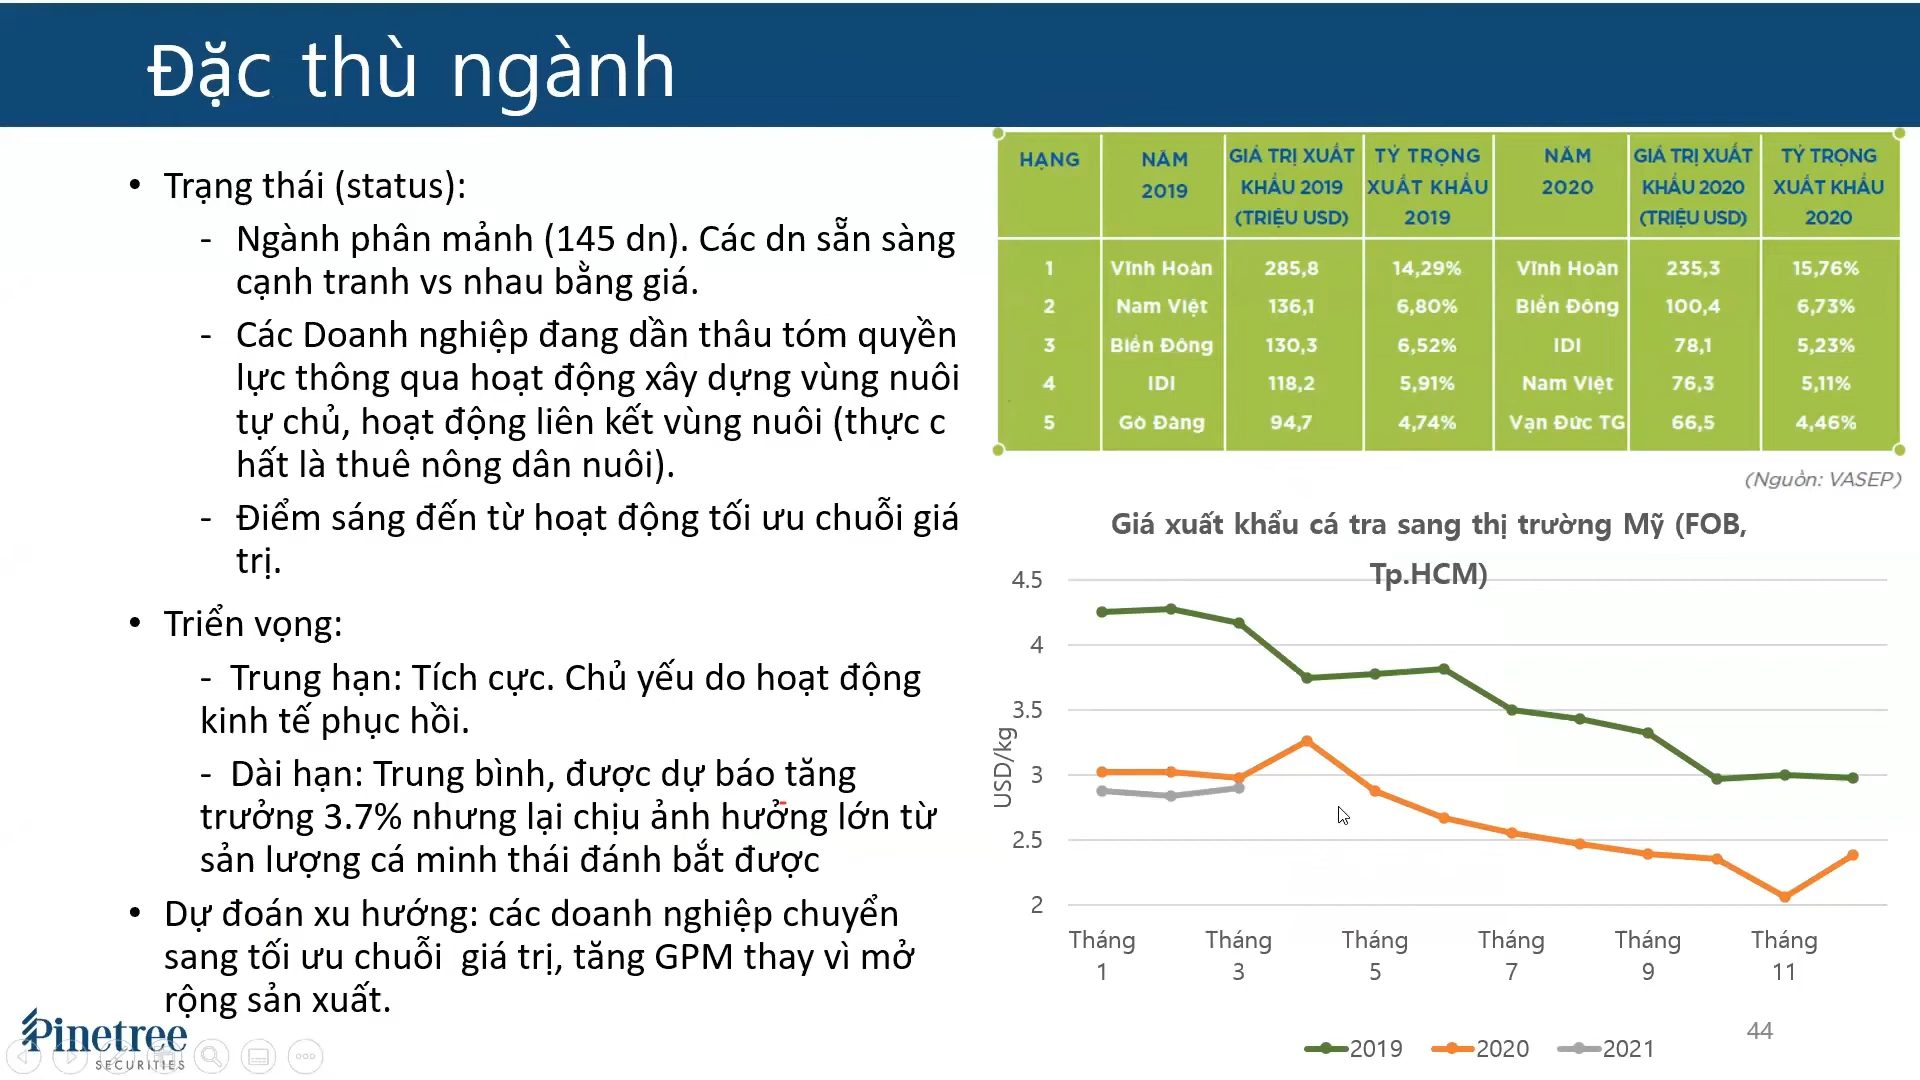 Đặc thù ngành
• Trạng thái (status):
- Ngành phân mảnh (145 dn). Các dn sẵn sàng
cạnh tranh vs nhau bằng giá.
- Các Doanh nghiệp đang dần thâu tóm quyền
lực thông qua hoạt động xây dựng vùng nuôi
tự chủ, hoạt động liên kết vùng nuôi (thực c
hất là thuê nông dân nuôi).
- Điểm sáng đến từ hoạt động tối ưu chuỗi giá
trị.
• Triển vọng:
- Trung hạn: Tích cực. Chủ yếu do hoạt động
kinh tế phục hồi.
- Dài hạn: Trung bình, được dự báo tăng
trưởng 3.7% nhưng lại chịu ảnh hưởng lớn từ
sản lượng cá minh thái đánh bắt được
• Dự đoán xu hướng: các doanh nghiệp chuyển
sang tối ưu chuỗi giá trị, tăng GPM thay vì mở
rộng sản xuất.
HẠNG NĂM 2019 GIÁ TRỊ XUẤT KHẨU 2019 (TRIỆU USD) TỶ TRỌNG XUẤT KHẨU 2019 NĂM 2020 GIÁ TRỊ XUẤT KHẨU 2020 (TRIỆU USD) TỶ TRỌNG XUẤT KHẨU 2020
1 Vĩnh Hoàn 285,8 14,29% Vĩnh Hoàn 235,3 15,76%
2 Nam Việt 136,1 6,80% Biển Đông 100,4 6,73%
3 Biển Đông 130,3 6,52% IDI 78,1 5,23%
4 IDI 118,2 5,91% Nam Việt 76,3 5,11%
5 Gò Đàng 94,7 4,74% Vạn Đức TG 66,5 4,46%
(Nguồn: VASEP)
Giá xuất khẩu cá tra sang thị trường Mỹ (FOB,
Tp.HCM)
USD/kg
4.5
4
3.5
3
2.5
2
Tháng Tháng Tháng Tháng Tháng Tháng
1 3 5 7 9 11
2019 2020 2021
44
Pinetree
SECURITIES